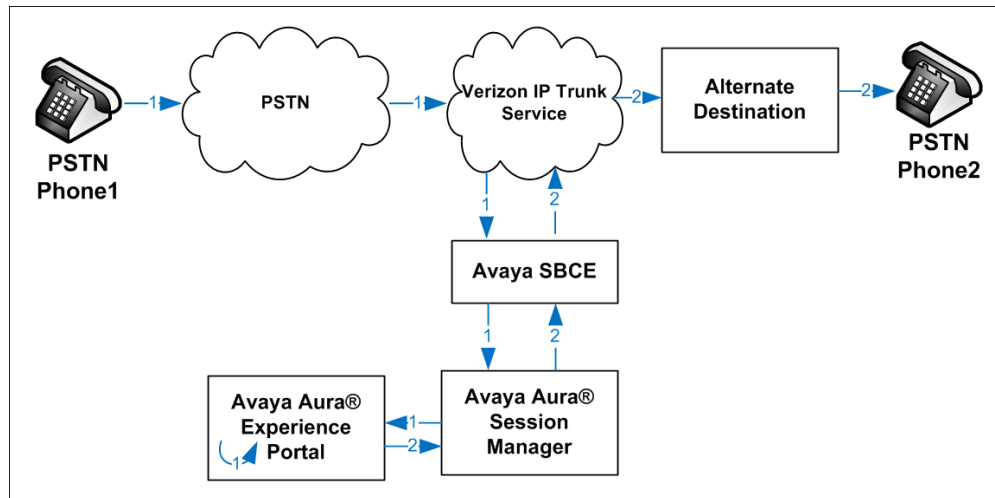 1
PSTN
1
Verizon IP Trunk
Service
2
Alternate
Destination
2
PSTN
Phone1
PSTN
Phone2
1
2
Avaya SBCE
1
2
Avaya Aura®
Experience
Portal
1
1
2
Avaya Aura®
Session
Manager